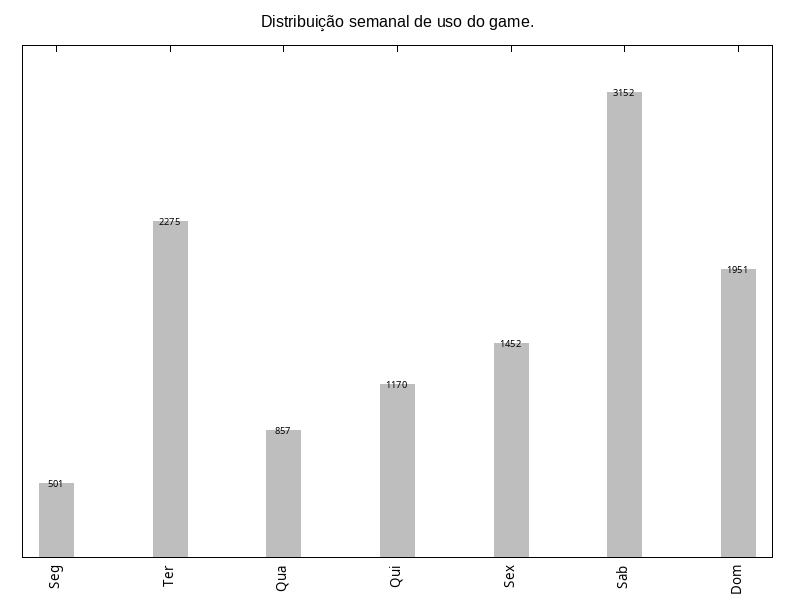 Distribuição semanal de uso do game.
3152
2275
1951
1452
1170
857
501
Seg
Ter
Qua
Qui
Sex
Sab
Dom